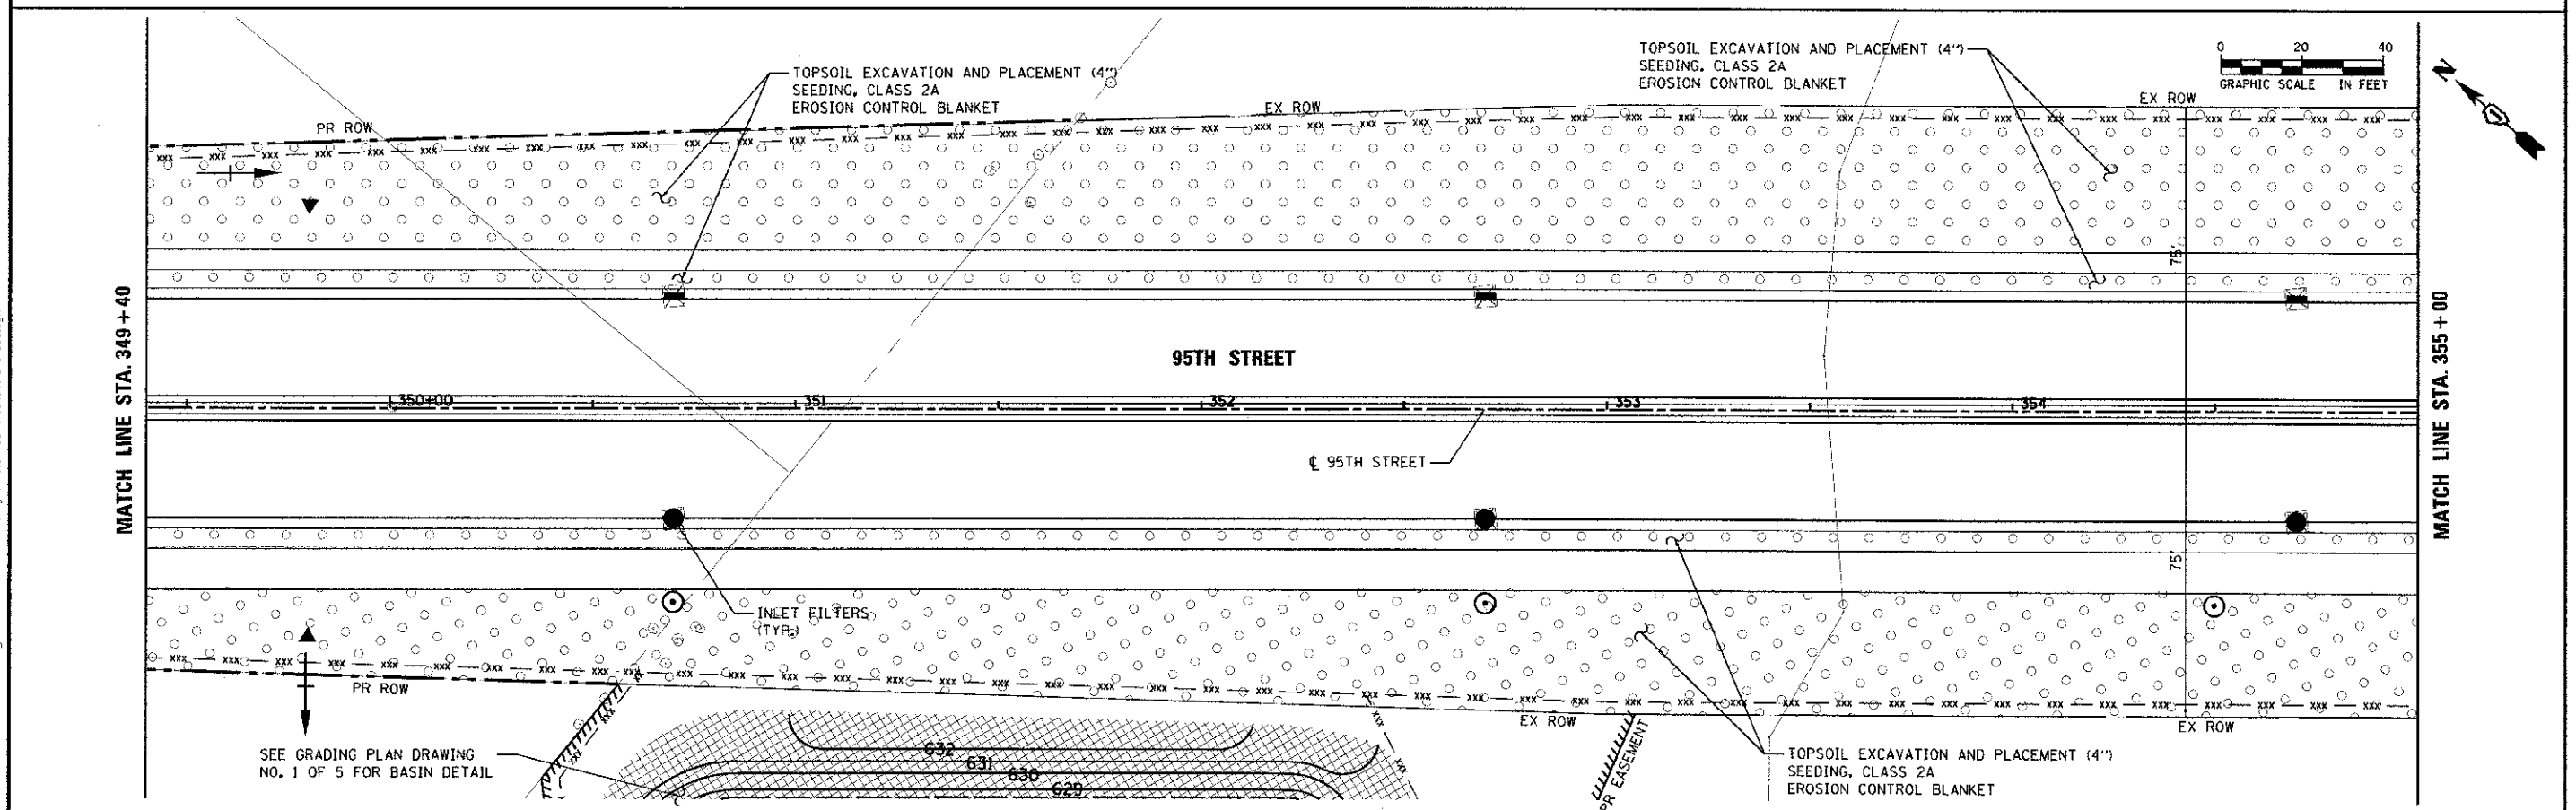 TOPSOIL EXCAVATION AND PLACEMENT (4")
SEEDING, CLASS 2A
EROSION CONTROL BLANKET
TOPSOIL EXCAVATION AND PLACEMENT (4")
SEEDING, CLASS 2A
EROSION CONTROL BLANKET
0 20 40
GRAPHIC SCALE IN FEET
N
PR ROW
EX ROW
EX ROW
75'
MATCH LINE STA. 349+40
95TH STREET
MATCH LINE STA. 355+00
350+00 351 352 353 354
℄ 95TH STREET
75'
INLET FILTERS
(TYP.)
PR ROW
EX ROW
EX ROW
SEE GRADING PLAN DRAWING
NO. 1 OF 5 FOR BASIN DETAIL
632
631
630
629
PR EASEMENT
TOPSOIL EXCAVATION AND PLACEMENT (4")
SEEDING, CLASS 2A
EROSION CONTROL BLANKET